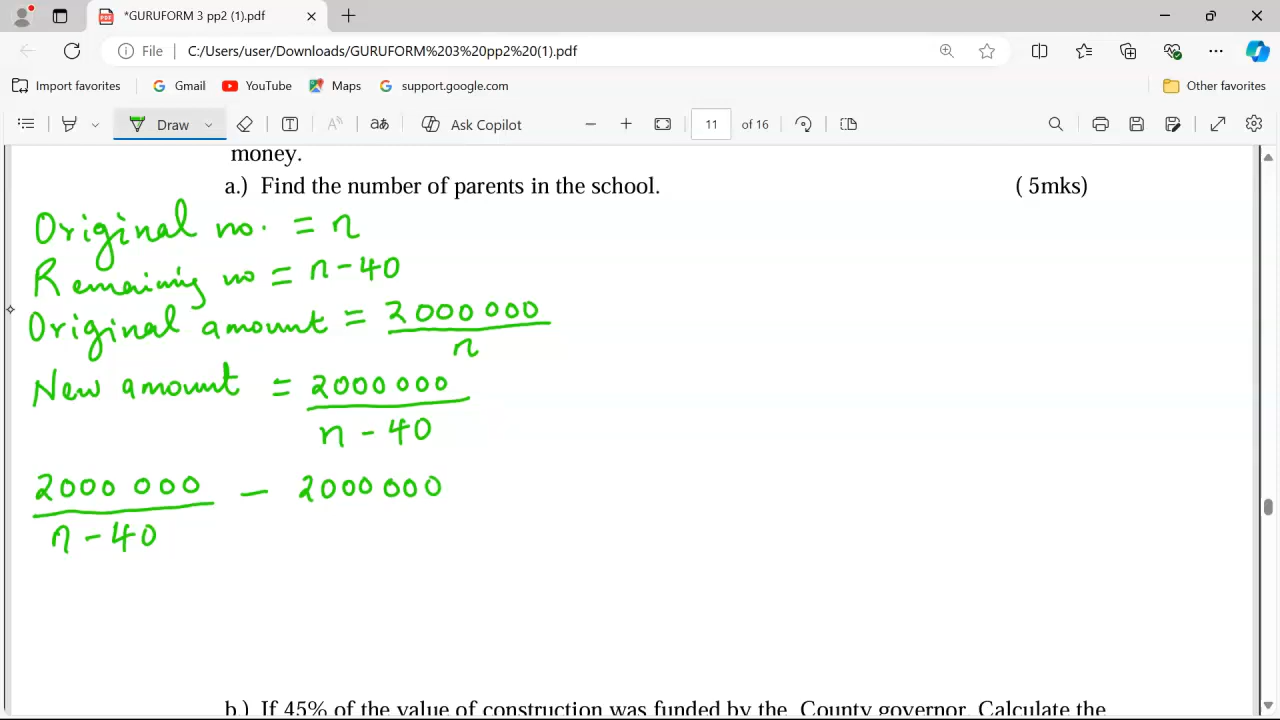 *GURUFORM 3 pp2 (1).pdf
File C:/Users/user/Downloads/GURUFORM%203%20pp2%20(1).pdf
Import favorites Gmail YouTube Maps support.google.com Other favorites
Draw aあ Ask Copilot 11 of 16
money.
a.) Find the number of parents in the school. ( 5mks)
Original no. = n
Remaining no = n - 40
Original amount = 2000 000
n
New amount = 2000 000
n - 40
2000 000 - 2000 000
n - 40
b.) If 45% of the value of construction was funded by the County governor. Calculate the